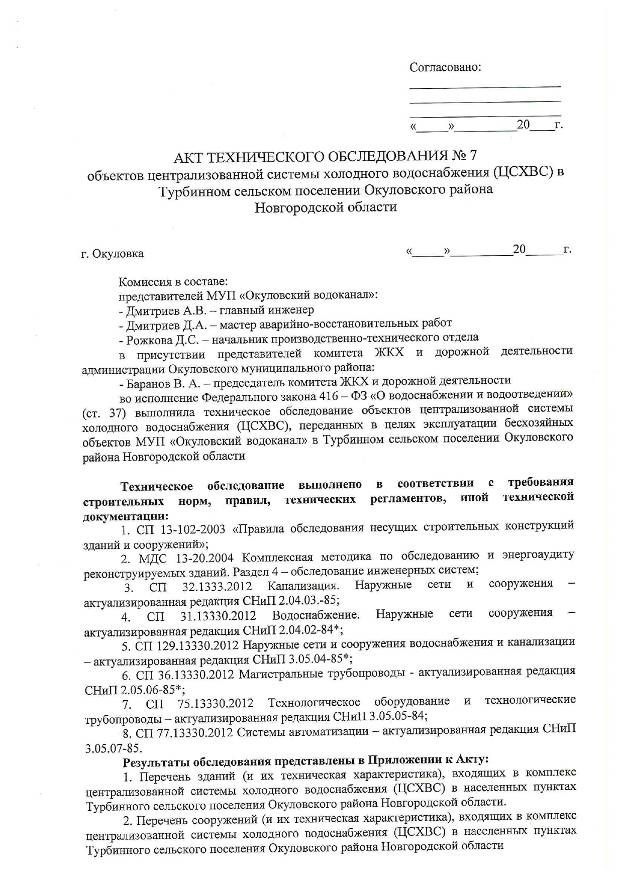 Согласовано:
«____»____________20____г.
АКТ ТЕХНИЧЕСКОГО ОБСЛЕДОВАНИЯ № 7
объектов централизованной системы холодного водоснабжения (ЦСХВС) в
Турбинном сельском поселении Окуловского района
Новгородской области
г. Окуловка «_____»__________20______г.
Комиссия в составе:
представителей МУП «Окуловский водоканал»:
- Дмитриев А.В. – главный инженер
- Дмитриев Д.А. – мастер аварийно-восстановительных работ
- Рожкова Д.С. – начальник производственно-технического отдела
в присутствии представителей комитета ЖКХ и дорожной деятельности
администрации Окуловского муниципального района:
- Баранов В. А. – председатель комитета ЖКХ и дорожной деятельности
во исполнение Федерального закона 416 – ФЗ «О водоснабжении и водоотведении»
(ст. 37) выполнила техническое обследование объектов централизованной системы
холодного водоснабжения (ЦСХВС), переданных в целях эксплуатации бесхозяйных
объектов МУП «Окуловский водоканал» в Турбинном сельском поселении Окуловского
района Новгородской области
Техническое обследование выполнено в соответствии с требования
строительных норм, правил, технических регламентов, иной технической
документации:
1. СП 13-102-2003 «Правила обследования несущих строительных конструкций
зданий и сооружений»;
2. МДС 13-20.2004 Комплексная методика по обследованию и энергоаудиту
реконструируемых зданий. Раздел 4 – обследование инженерных систем;
3. СП 32.1333.2012 Канализация. Наружные сети и сооружения –
актуализированная редакция СНиП 2.04.03.-85;
4. СП 31.13330.2012 Водоснабжение. Наружные сети сооружения –
актуализированная редакция СНиП 2.04.02-84*;
5. СП 129.13330.2012 Наружные сети и сооружения водоснабжения и канализации
– актуализированная редакция СНиП 3.05.04-85*;
6. СП 36.13330.2012 Магистральные трубопроводы - актуализированная редакция
СНиП 2.05.06-85*;
7. СП 75.13330.2012 Технологическое оборудование и технологические
трубопроводы – актуализированная редакция СНиП 3.05.05-84;
8. СП 77.13330.2012 Системы автоматизации – актуализированная редакция СНиП
3.05.07-85.
Результаты обследования представлены в Приложении к Акту:
1. Перечень зданий (и их техническая характеристика), входящих в комплекс
централизованной системы холодного водоснабжения (ЦСХВС) в населенных пунктах
Турбинного сельского поселения Окуловского района Новгородской области.
2. Перечень сооружений (и их техническая характеристика), входящих в комплекс
централизованной системы холодного водоснабжения (ЦСХВС) в населенных пунктах
Турбинного сельского поселения Окуловского района Новгородской области